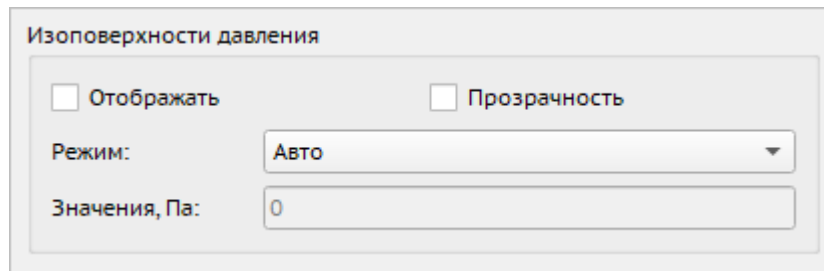 Изоповерхности давления
Отображать Прозрачность
Режим: Авто
Значения, Па: 0